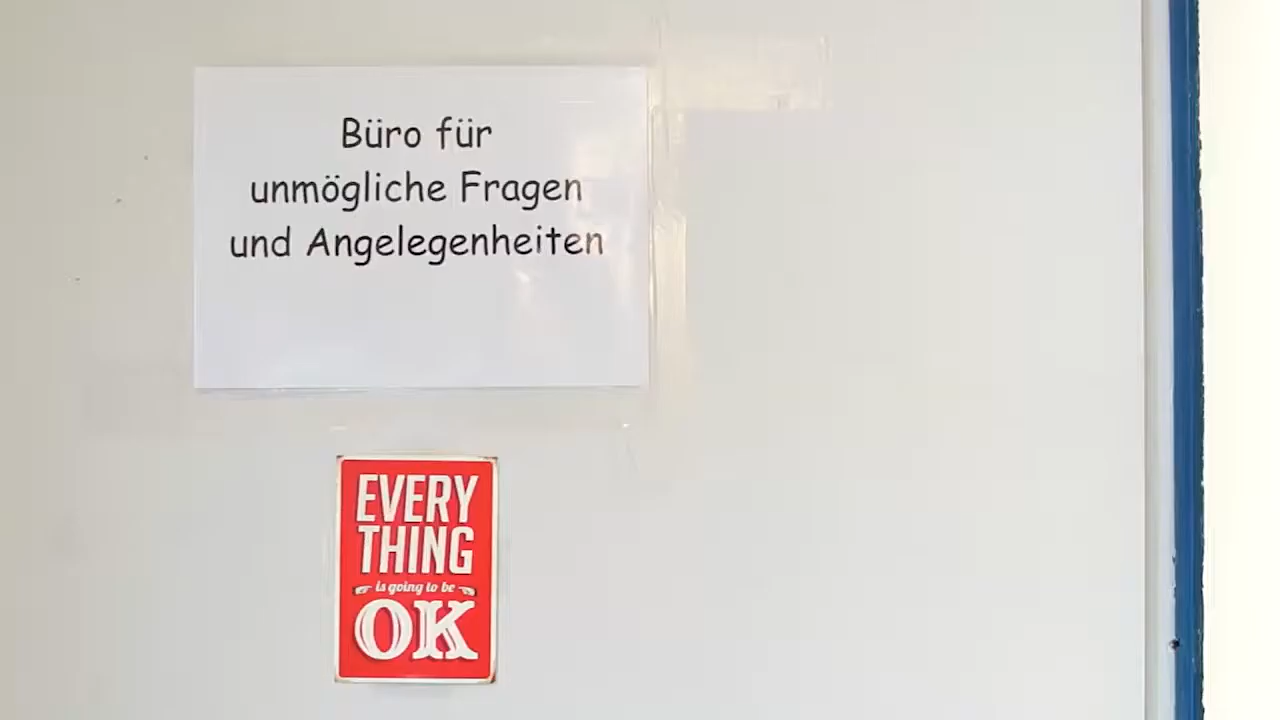 Büro für
unmögliche Fragen
und Angelegenheiten
EVERY
THING
is going to be
OK